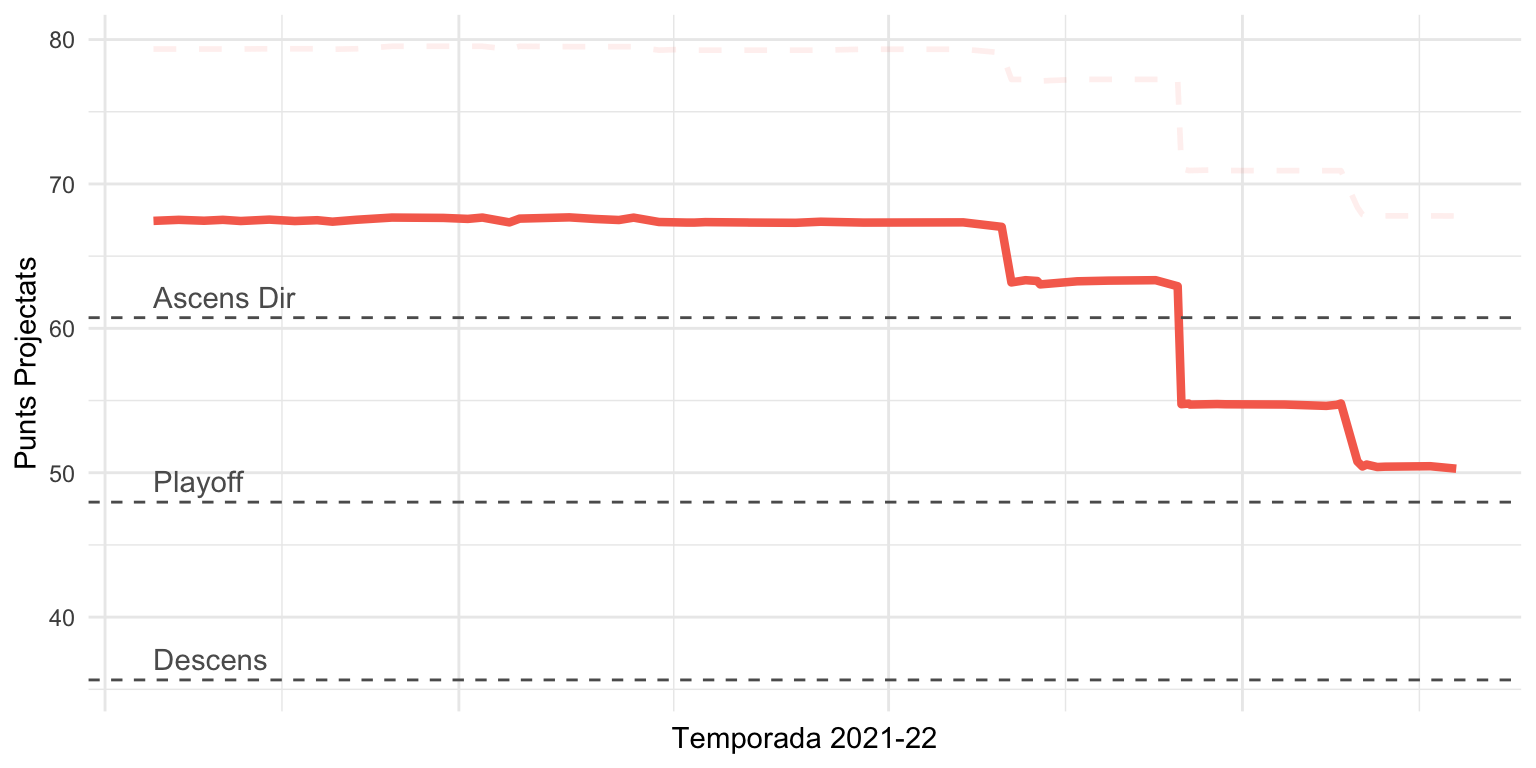 80
70
60
50
40
Punts Projectats
Ascens Dir
Playoff
Descens
Temporada 2021-22